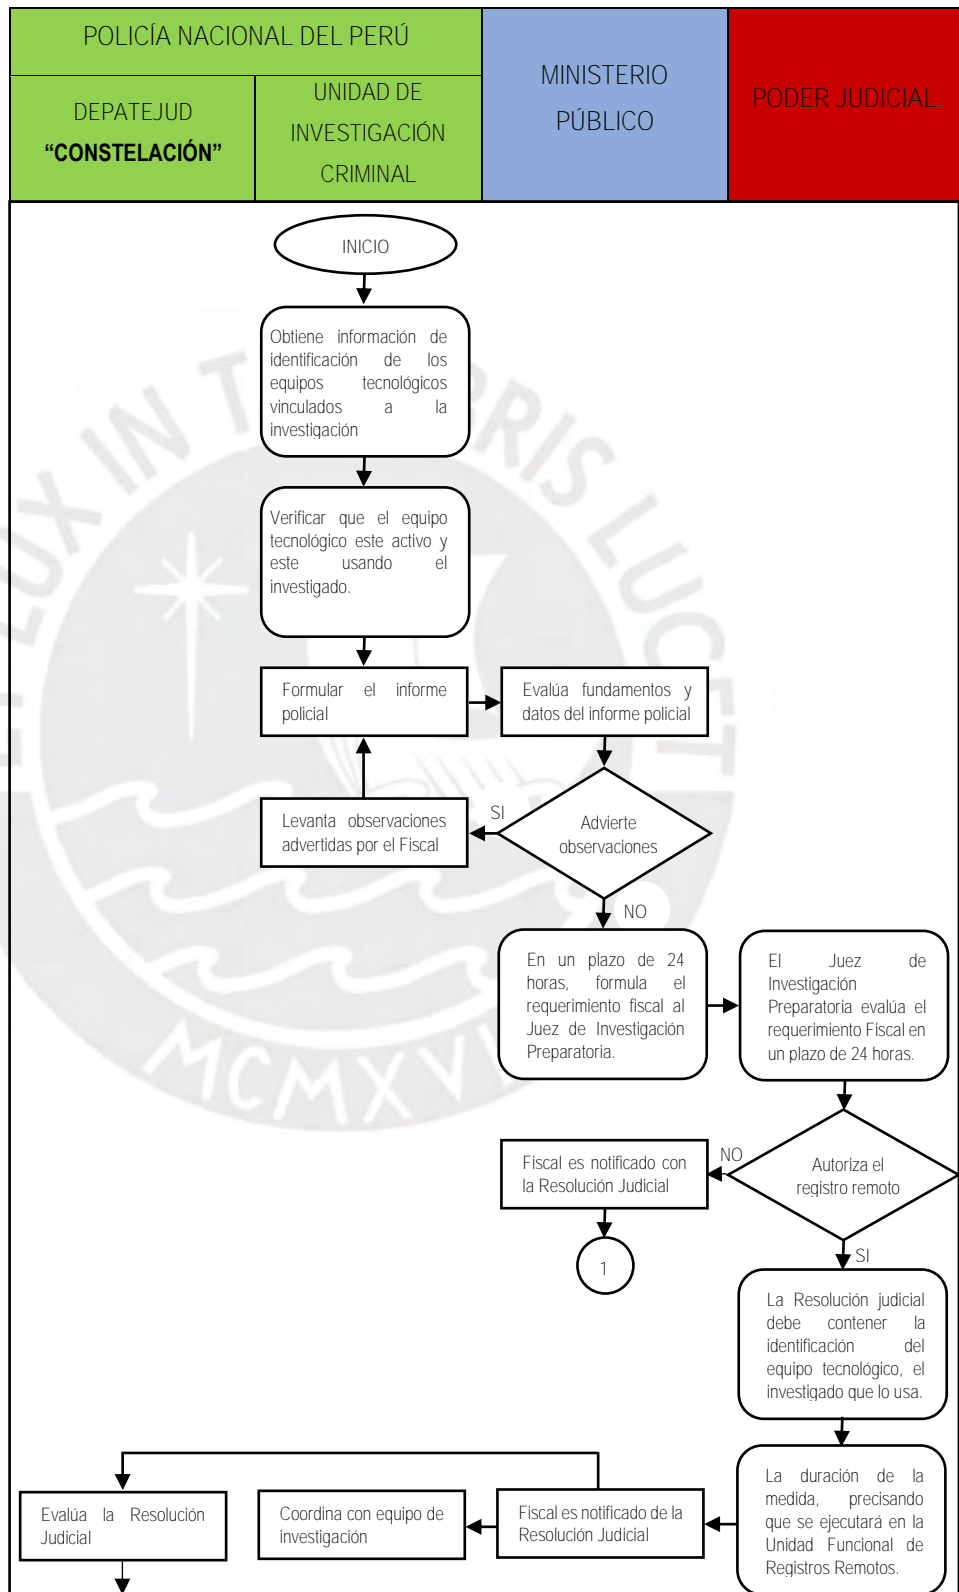 POLICÍA NACIONAL DEL PERÚ
DEPATEJUD
“CONSTELACIÓN”
UNIDAD DE
INVESTIGACIÓN
CRIMINAL
MINISTERIO
PÚBLICO
PODER JUDICIAL
INICIO
Obtiene información de
identificación de los
equipos tecnológicos
vinculados a la
investigación
Verificar que el equipo
tecnológico este activo y
este usando el
investigado.
Formular el informe
policial
Evalúa fundamentos y
datos del informe policial
Advierte
observaciones
SI
Levanta observaciones
advertidas por el Fiscal
NO
En un plazo de 24
horas, formula el
requerimiento fiscal al
Juez de Investigación
Preparatoria.
El Juez de
Investigación
Preparatoria evalúa el
requerimiento Fiscal en
un plazo de 24 horas.
Autoriza el
registro remoto
NO
Fiscal es notificado con
la Resolución Judicial
1
SI
La Resolución judicial
debe contener la
identificación del
equipo tecnológico, el
investigado que lo usa.
La duración de la
medida, precisando
que se ejecutará en la
Unidad Funcional de
Registros Remotos.
Fiscal es notificado de la
Resolución Judicial
Coordina con equipo de
investigación
Evalúa la Resolución
Judicial
ET LUX IN TENEBRIS LUCET
MCMXVII